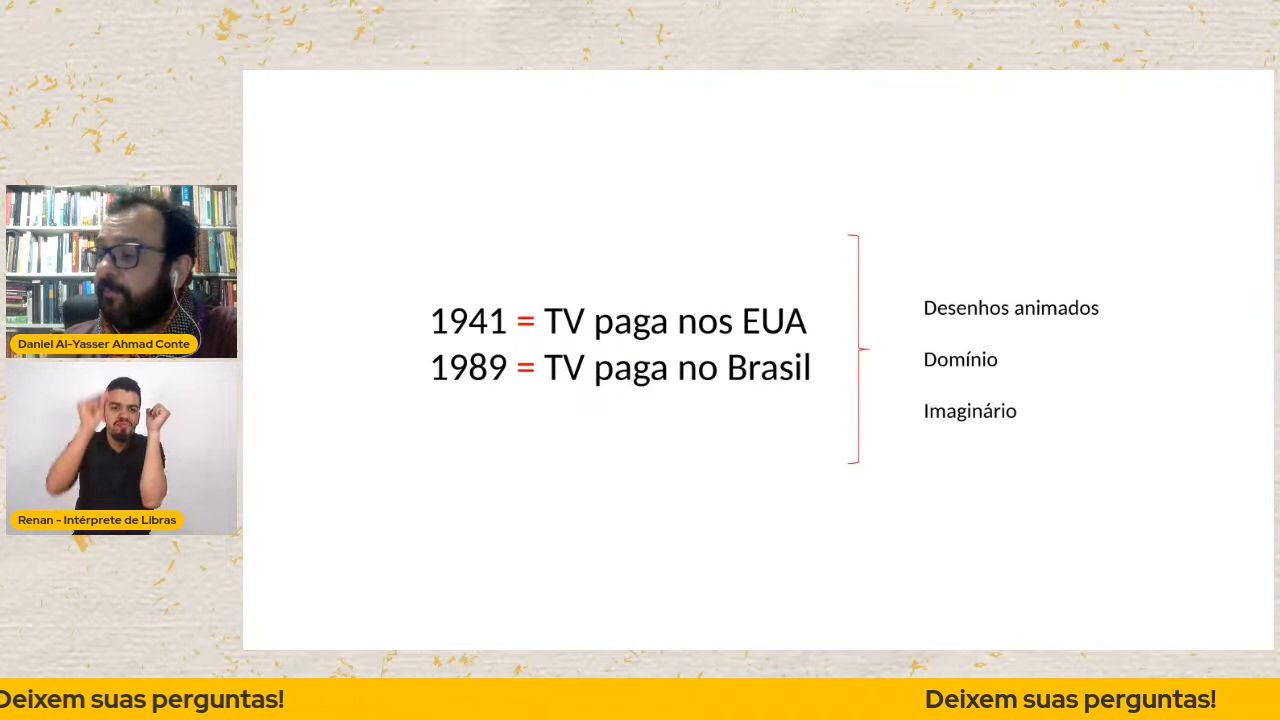 1941 = TV paga nos EUA
1989 = TV paga no Brasil
Desenhos animados
Domínio
Imaginário
Daniel Al-Yasser Ahmad Conte
Renan - Intérprete de Libras
Deixem suas perguntas!
Deixem suas perguntas!